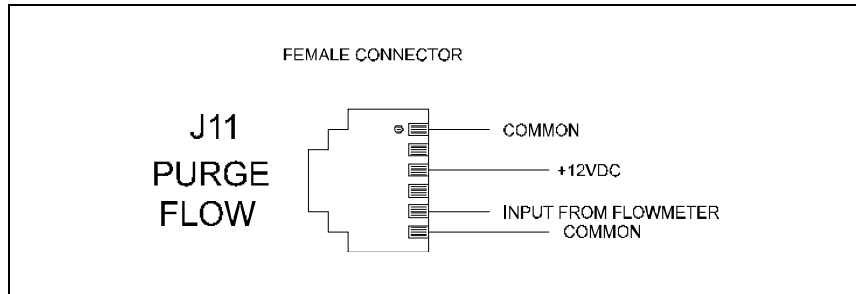 FEMALE CONNECTOR
J11
PURGE
FLOW
COMMON
+12VDC
INPUT FROM FLOWMETER
COMMON